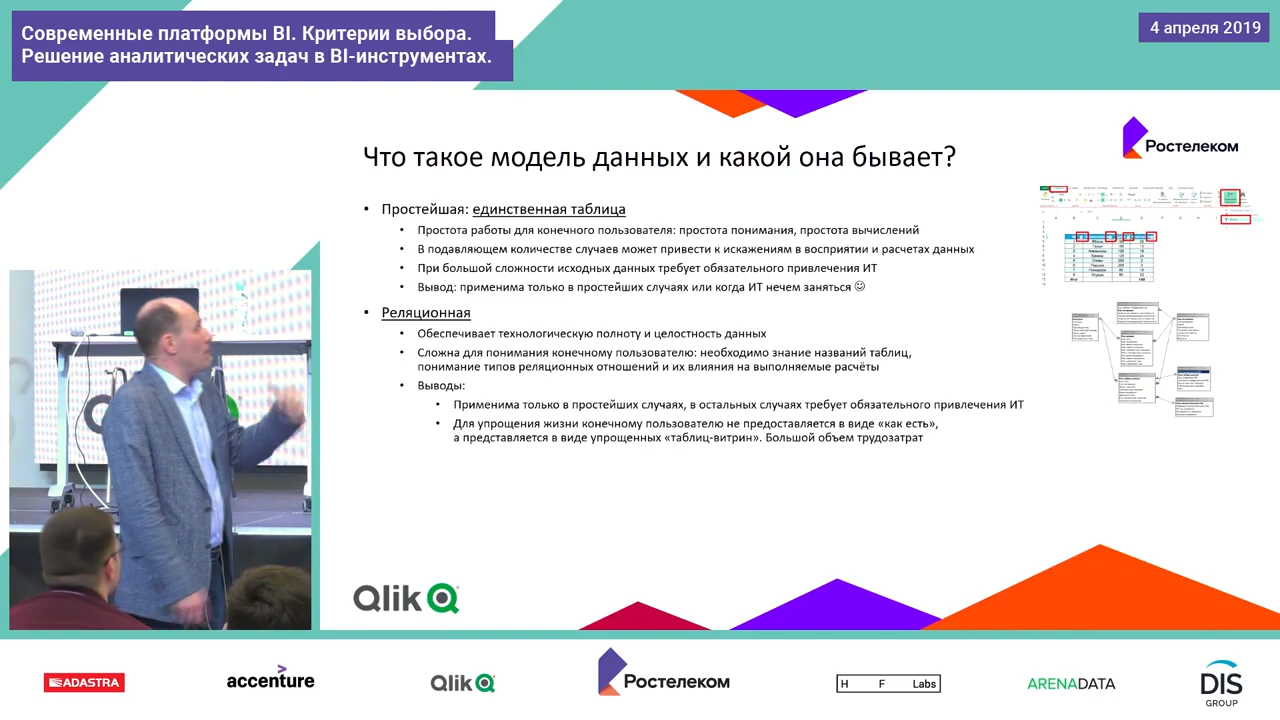 Современные платформы BI. Критерии выбора.
Решение аналитических задач в BI-инструментах.
4 апреля 2019
Ростелеком
Что такое модель данных и какой она бывает?
• Простейшая: единственная таблица
• Простота работы для конечного пользователя: простота понимания, простота вычислений
• В подавляющем количестве случаев может привести к искажениям в восприятии и расчетах данных
• При большой сложности исходных данных требует обязательного привлечения ИТ
• Вывод: применима только в простейших случаях или когда ИТ нечем заняться ☺
• Реляционная
• Обеспечивает технологическую полноту и целостность данных
• Сложна для понимания конечному пользователю: необходимо знание названий таблиц,
понимание типов реляционных отношений и их влияния на выполняемые расчёты
• Выводы:
Применима только в простейших случаях, в остальных случаях требует обязательного привлечения ИТ
• Для упрощения жизни конечному пользователю не предоставляется в виде «как есть»,
а представляется в виде упрощенных «таблиц-витрин». Большой объем трудозатрат
Qlik
ADASTRA
accenture
Qlik
Ростелеком
H F Labs
ARENADATA
DIS
GROUP